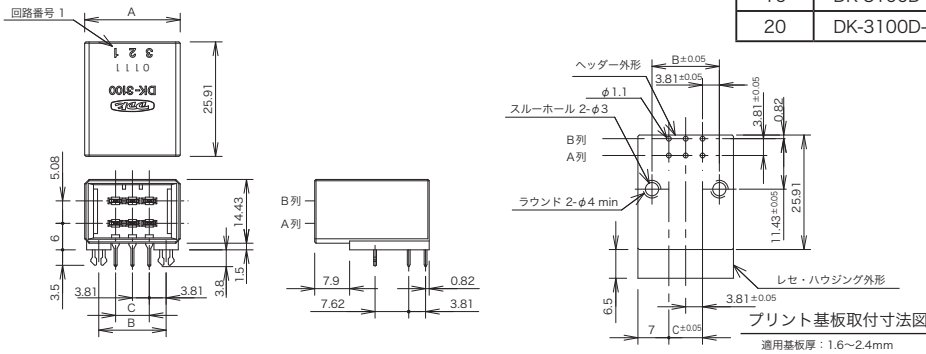 回路番号 1
A
3 2 1
0 1 1 1
DK-3100
DDK
25.91
5.08
6
3.5
3.81
3.81
C
B
14.43
1.5
3.8
B列
A列
7.9
7.62
0.82
3.81
20
DK-3100D-
ヘッダー外形
B±0.05
3.81±0.05
φ1.1
スルーホール 2-φ3
B列
A列
ラウンド 2-φ4 min
3.81±0.05
0.82
11.43±0.05
25.91
レセ・ハウジング外形
6.5
7
C±0.05
3.81±0.05
プリント基板取付寸法図
適用基板厚：1.6～2.4mm